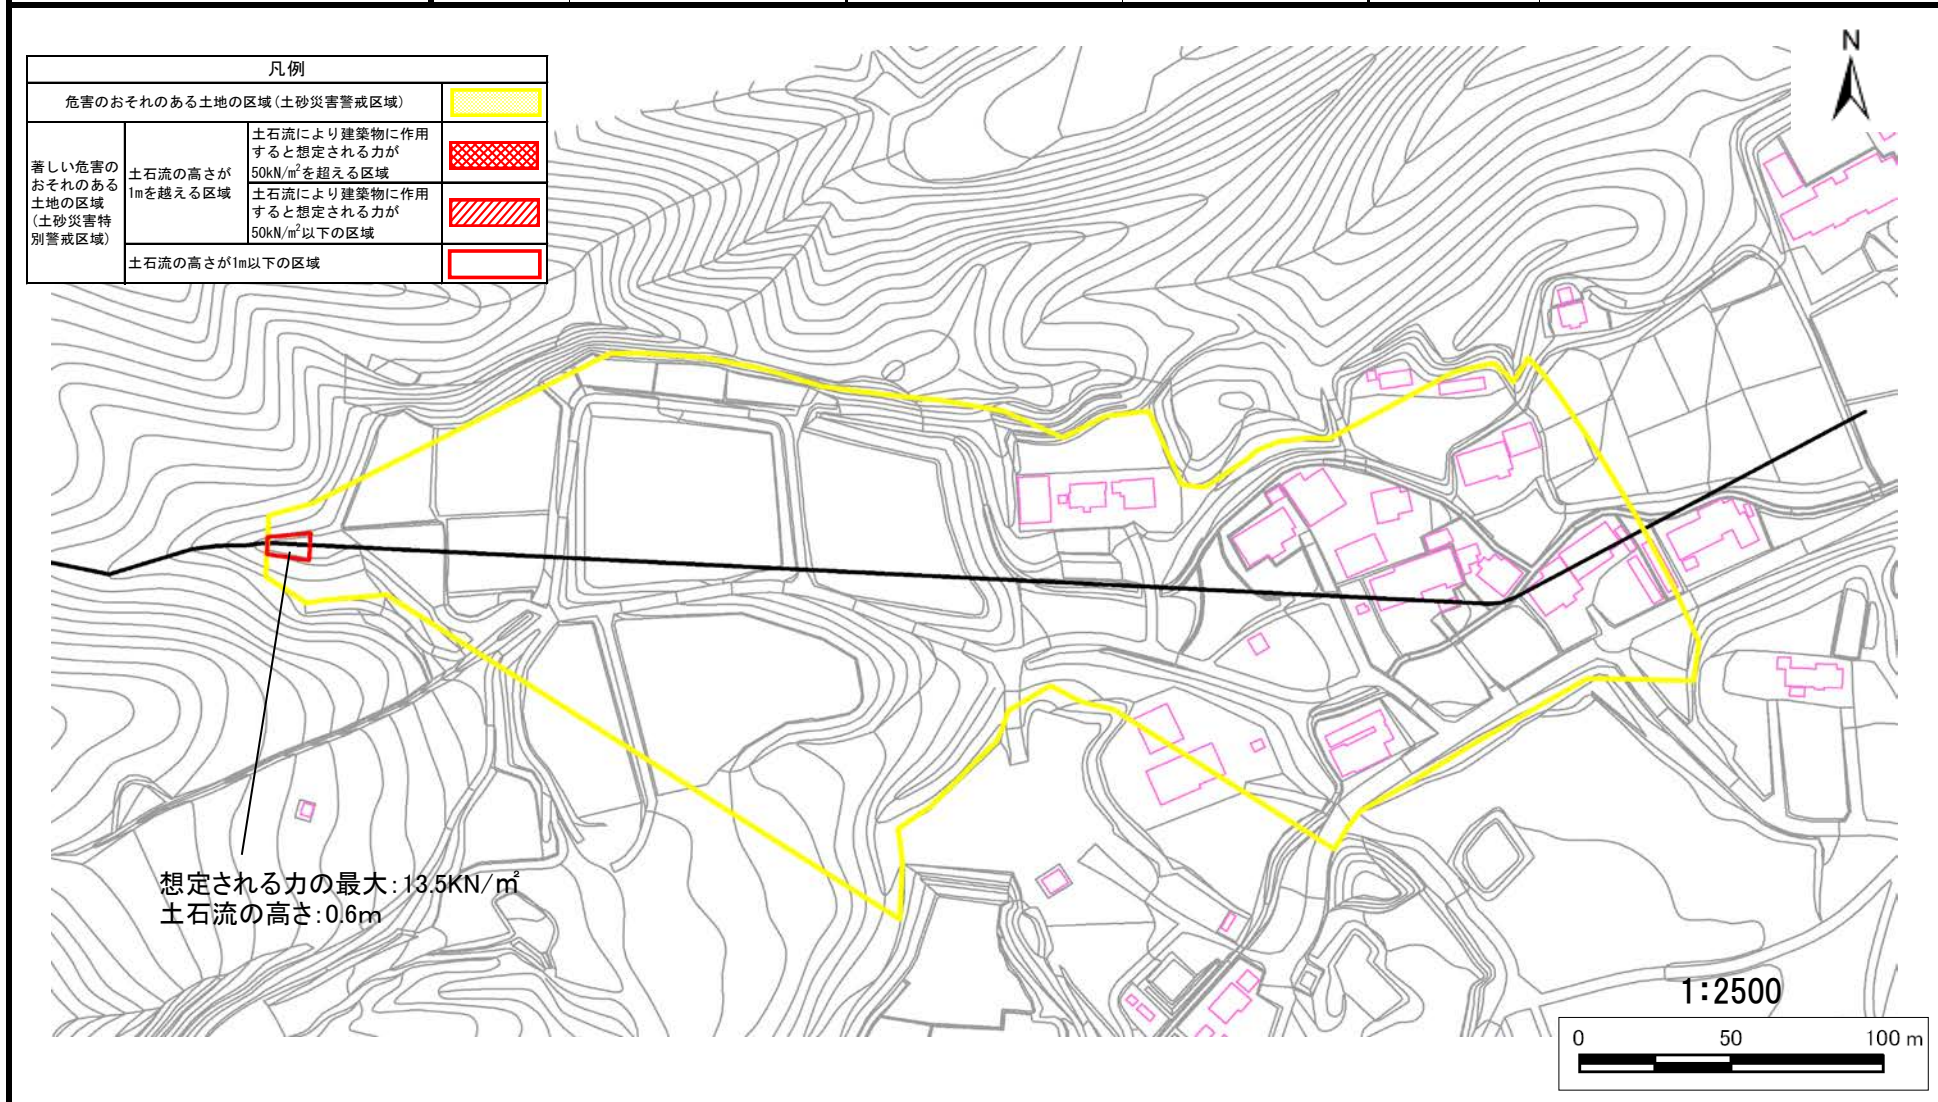 凡例
危害のおそれのある土地の区域(土砂災害警戒区域)
著しい危害の
おそれのある
土地の区域
(土砂災害特
別警戒区域)
土石流の高さが
1mを越える区域
土石流により建築物に作用
すると想定される力が
50kN/m²を超える区域
土石流により建築物に作用
すると想定される力が
50kN/m²以下の区域
土石流の高さが1m以下の区域
N
想定される力の最大:13.5KN/㎡
土石流の高さ:0.6m
1:2500
0 50 100 m